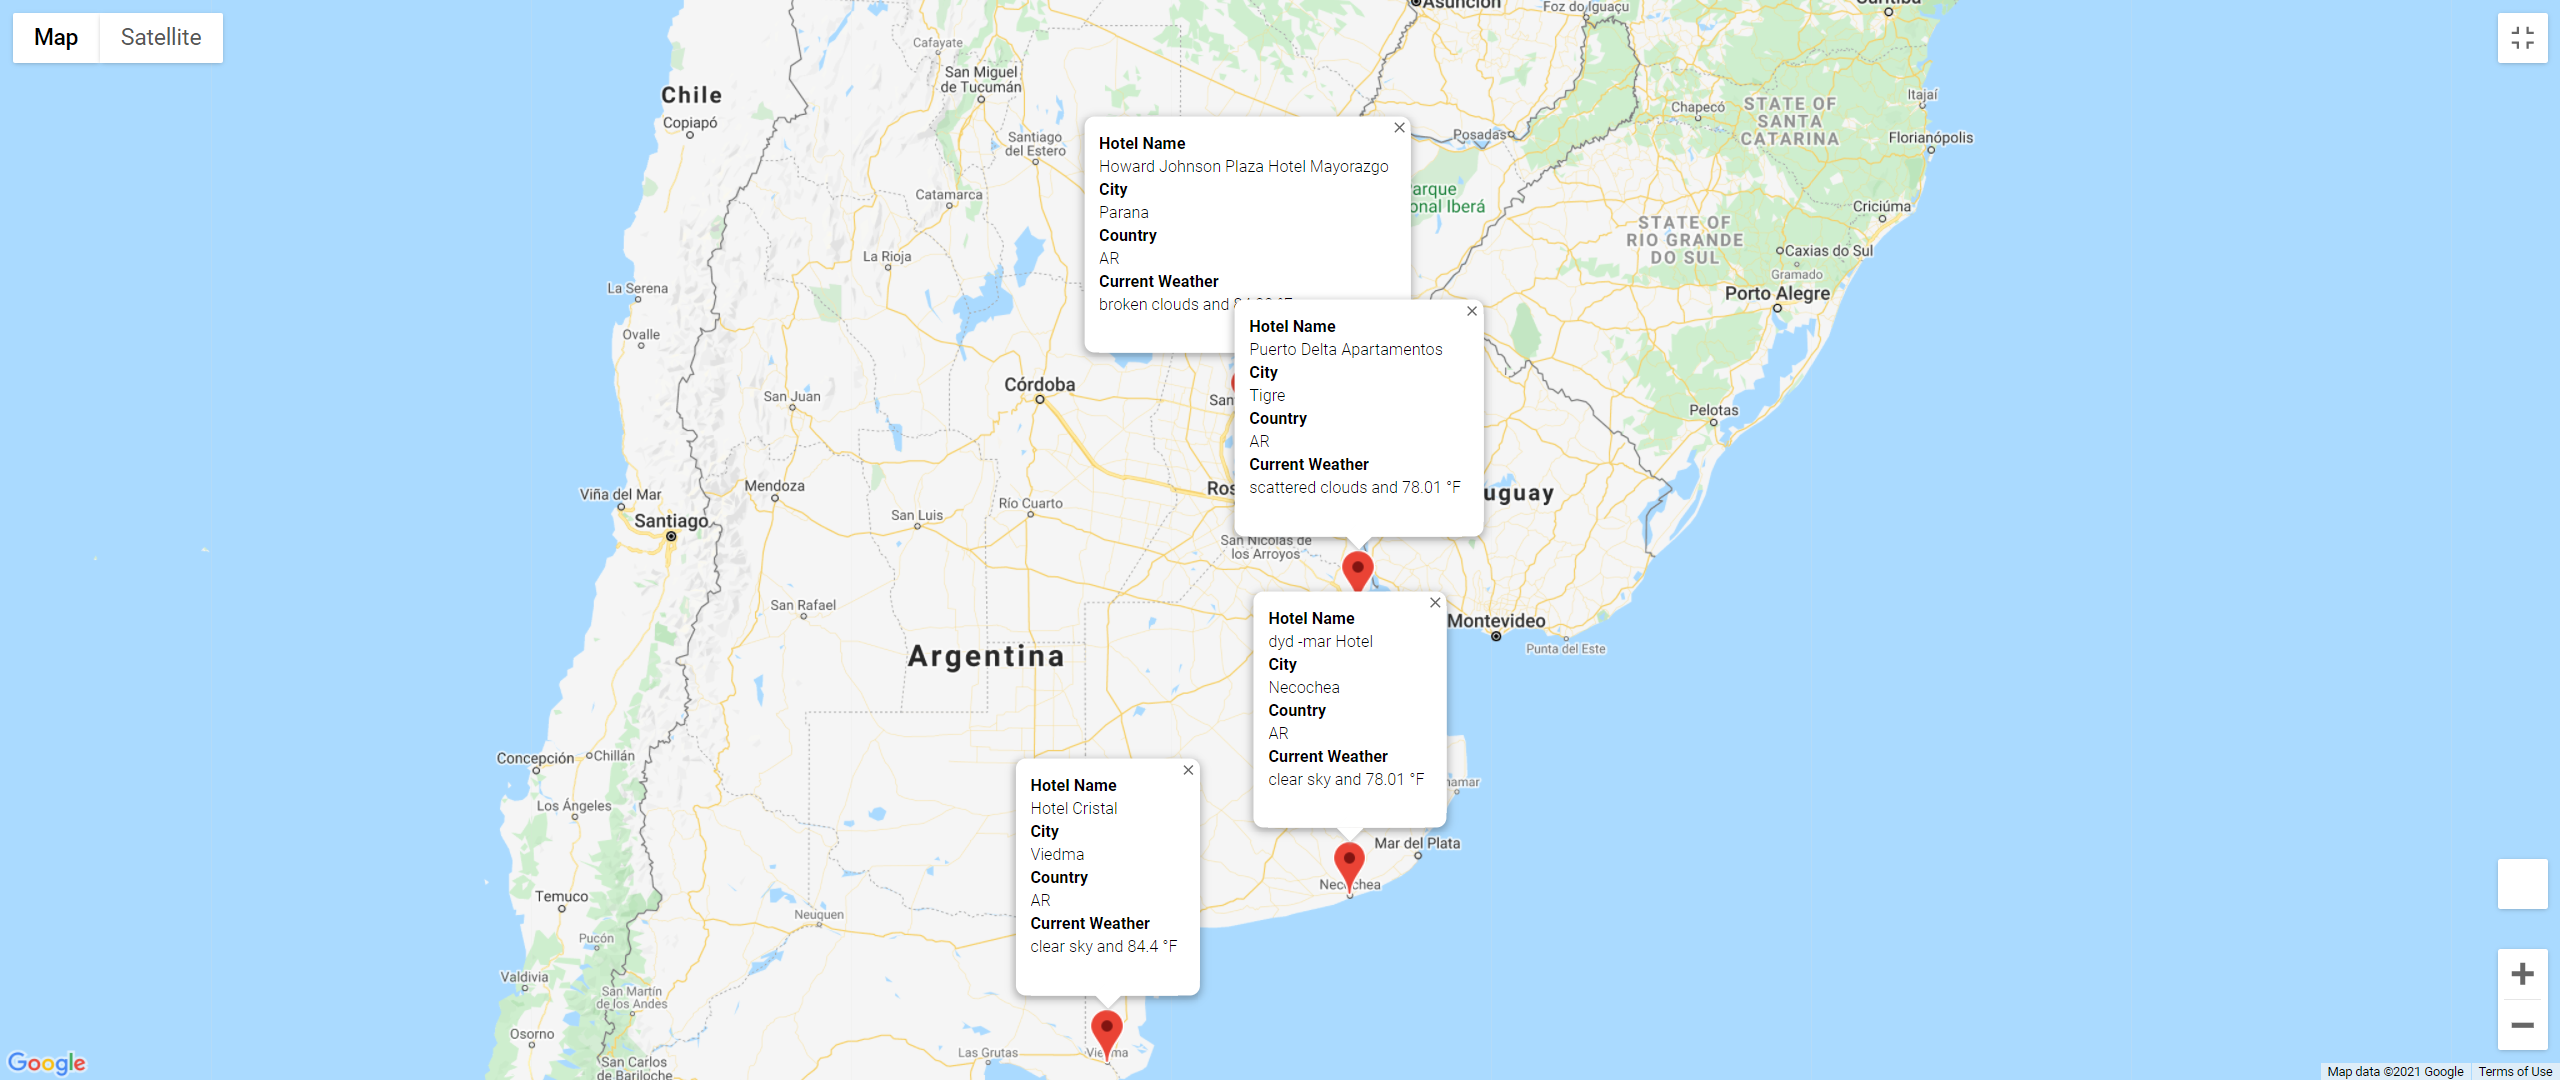 Map
Satellite
Asunción
Foz do Iguaçu
Curitiba
Cafayate
San Miguel
de Tucumán
Chile
Copiapó
Santiago
del Estero
Catamarca
La Rioja
La Serena
Ovalle
Posadas
Chapecó
STATE OF
SANTA
CATARINA
Itajaí
Florianópolis
Criciúma
STATE OF
RIO GRANDE
DO SUL
Caxias do Sul
Gramado
Porto Alegre
Pelotas
Hotel Name
Howard Johnson Plaza Hotel Mayorazgo
City
Parana
Country
AR
Current Weather
broken clouds and
Hotel Name
Puerto Delta Apartamentos
City
Tigre
Country
AR
Current Weather
scattered clouds and 78.01 °F
Córdoba
San Juan
San
Mendoza
Viña del Mar
Santiago
San Luis
Río Cuarto
San Nicolás de
los Arroyos
San Rafael
Montevideo
Punta del Este
Argentina
Hotel Name
dyd -mar Hotel
City
Necochea
Country
AR
Current Weather
clear sky and 78.01 °F
Concepción
Chillán
Los Ángeles
Hotel Name
Hotel Cristal
City
Viedma
Country
AR
Current Weather
clear sky and 84.4 °F
Mar del Plata
Necochea
Temuco
Neuquen
Pucón
Valdivia
San Martín
de los Andes
Osorno
San Carlos
de Bariloche
Las Grutas
Viedma
Google
Map data ©2021 Google
Terms of Use